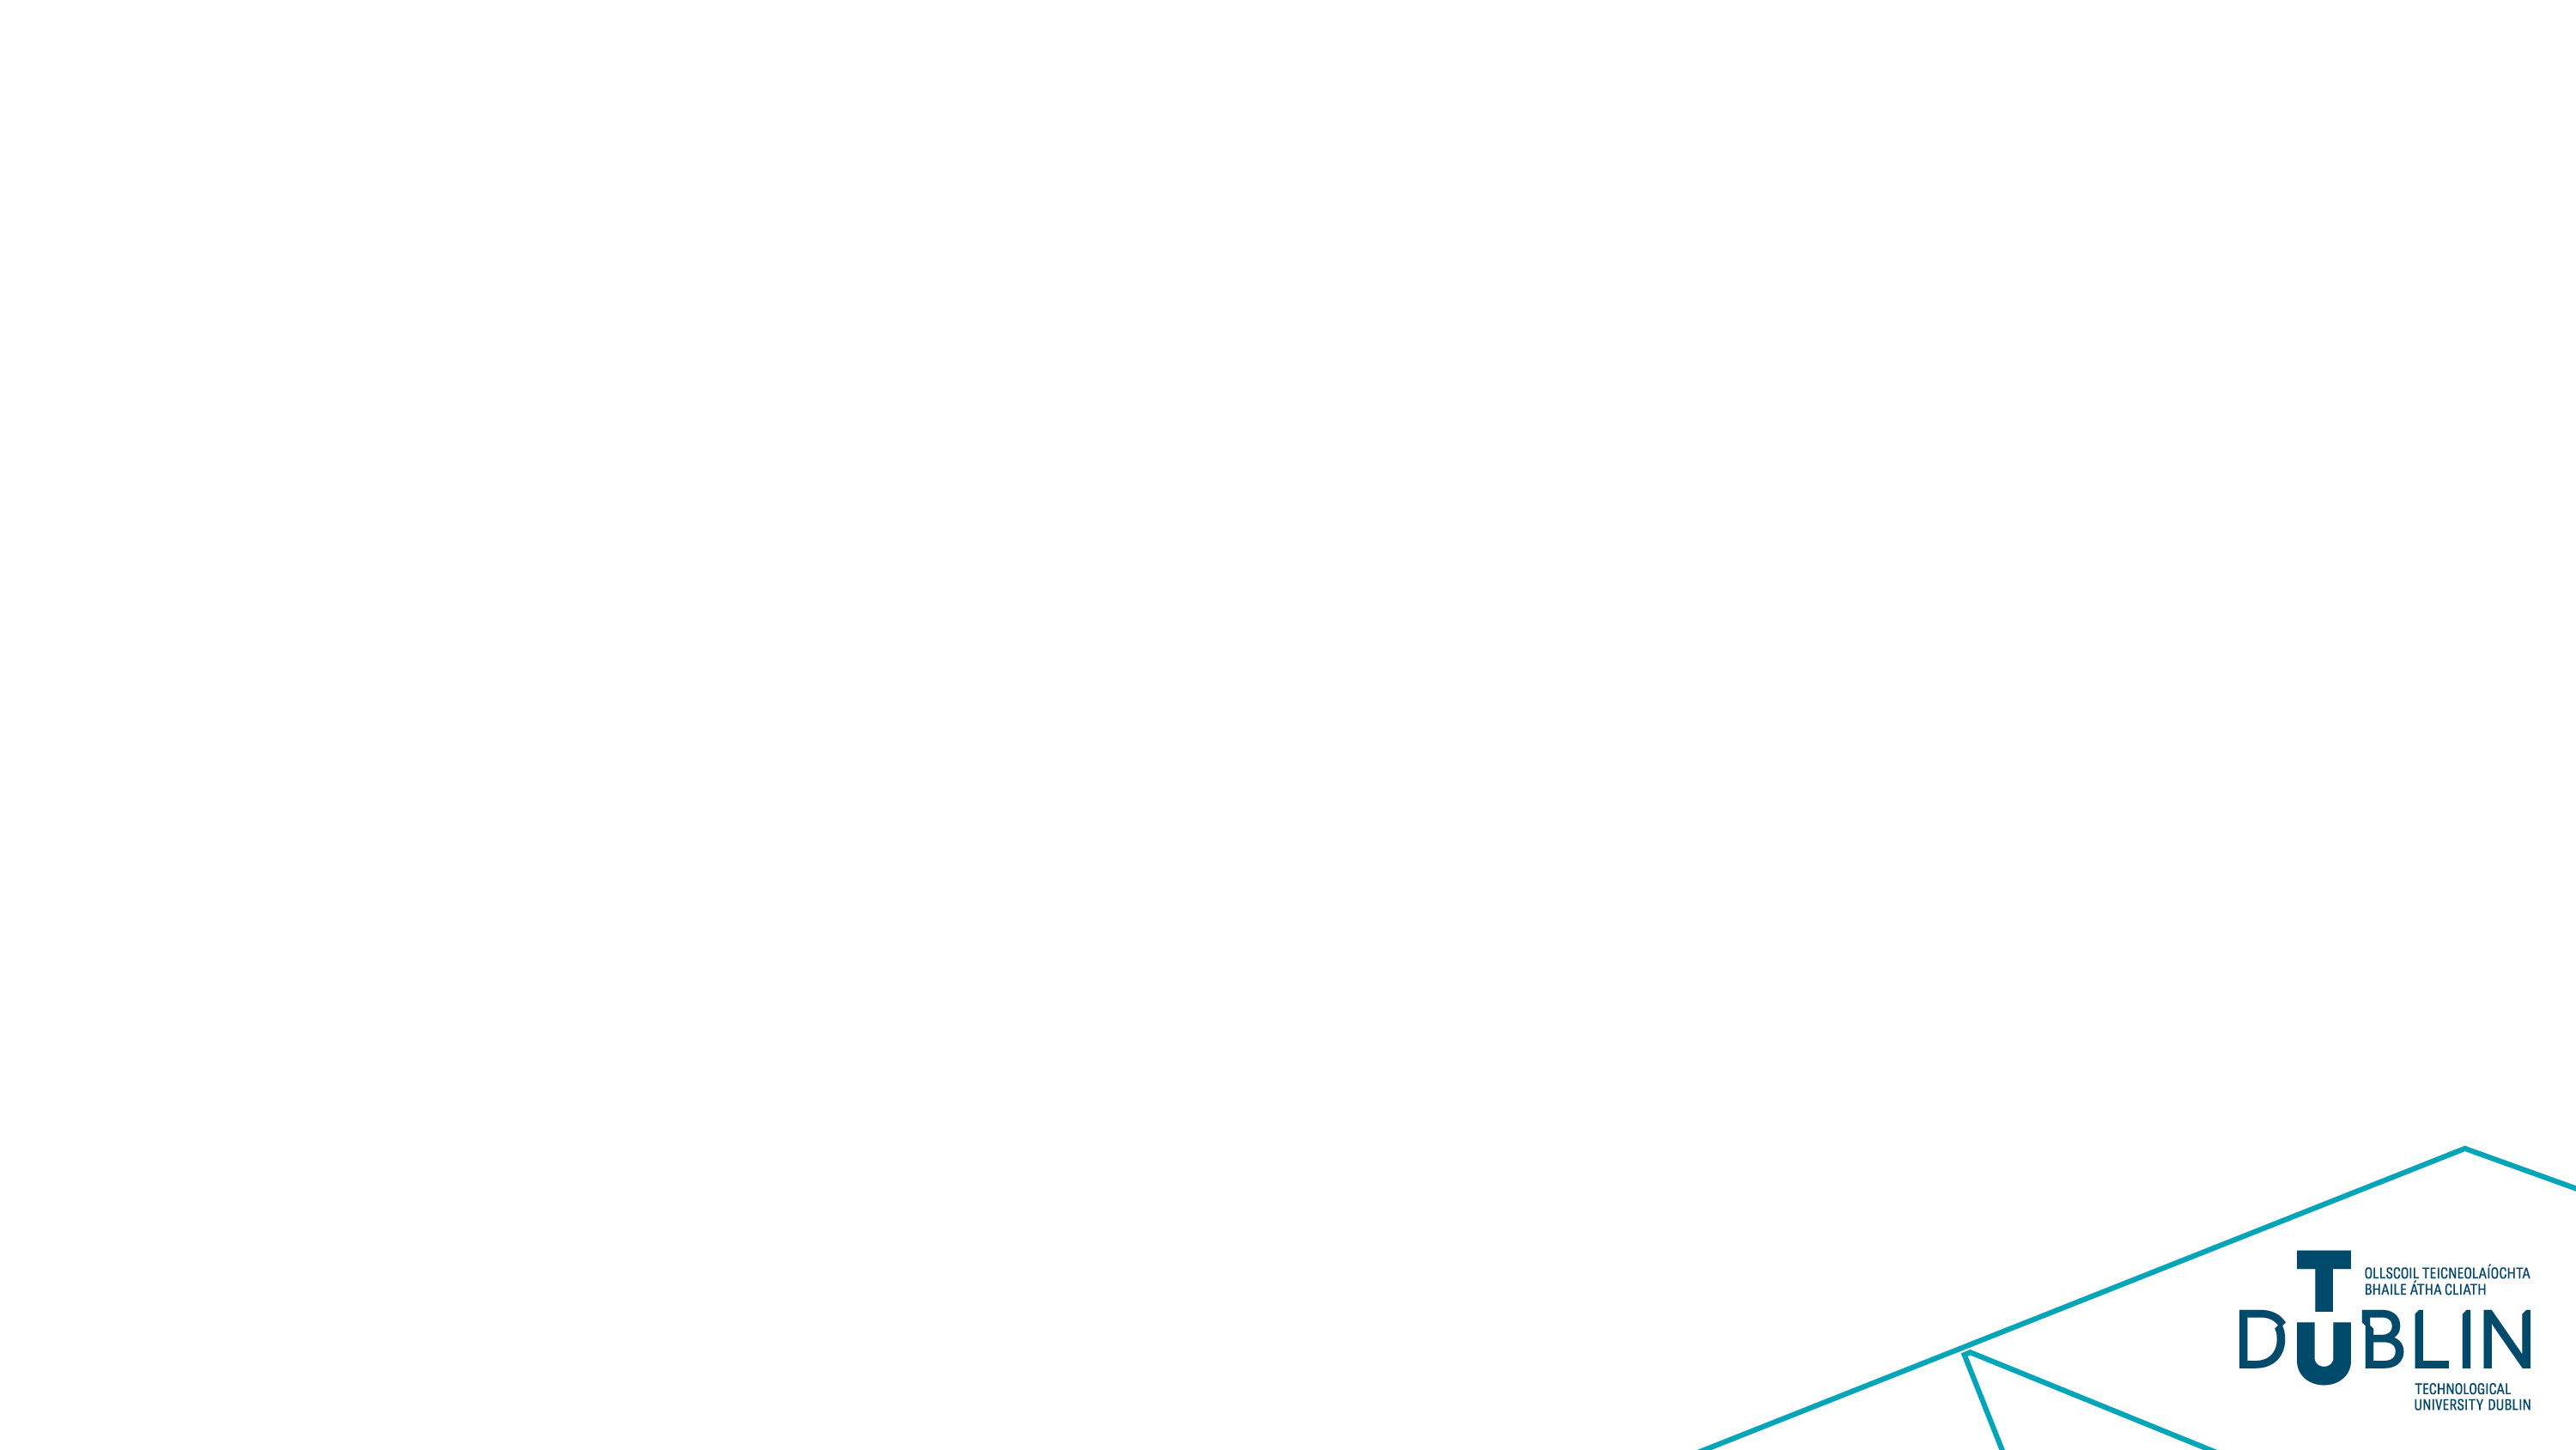 OLLSCOIL TEICNEOLAÍOCHTA
BHAILE ÁTHA CLIATH
TU DUBLIN
TECHNOLOGICAL
UNIVERSITY DUBLIN